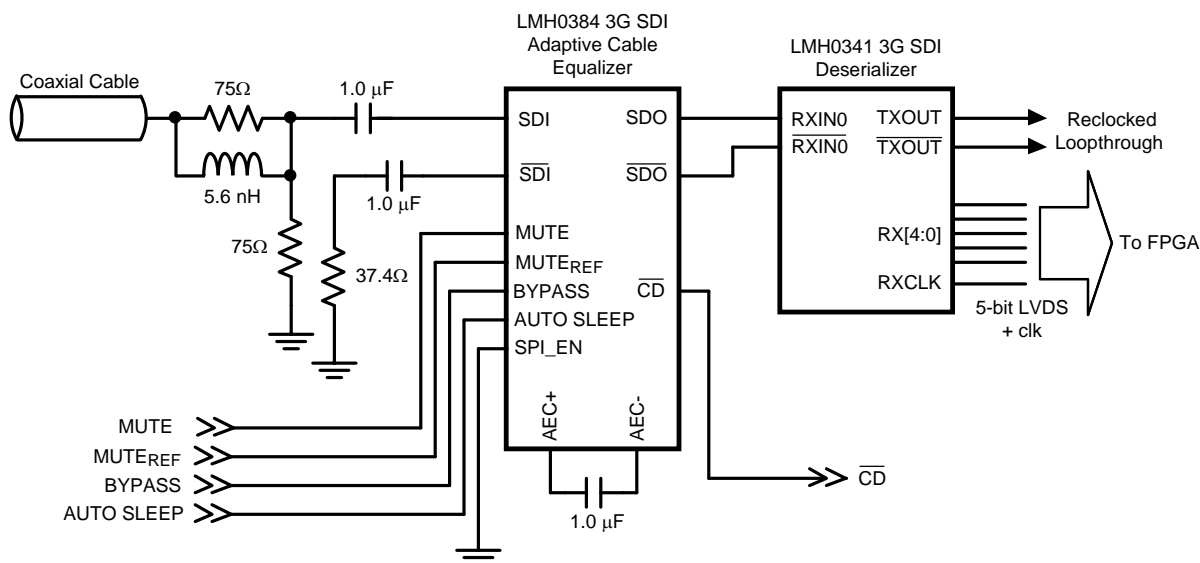 LMH0384 3G SDI
Adaptive Cable
Equalizer
LMH0341 3G SDI
Deserializer
Coaxial Cable
75Ω
1.0 µF
5.6 nH
1.0 µF
75Ω
37.4Ω
SDI
SDI
MUTE
MUTEREF
BYPASS
AUTO SLEEP
SPI_EN
AEC+
AEC-
SDO
SDO
CD
RXIN0
RXIN0
TXOUT
TXOUT
RX[4:0]
RXCLK
Reclocked
Loopthrough
To FPGA
5-bit LVDS
+ clk
MUTE
MUTEREF
BYPASS
AUTO SLEEP
1.0 µF
CD